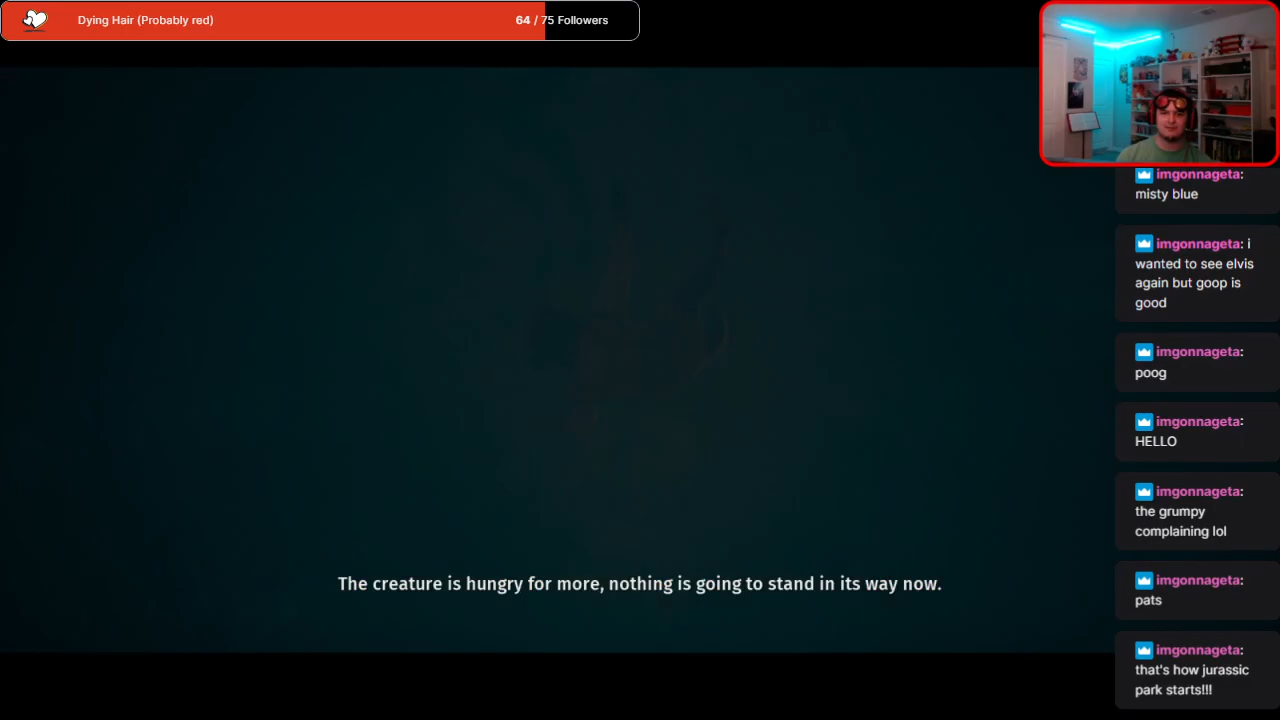 Dying Hair (Probably red)
64 / 75 Followers
imgonnageta:
misty blue
imgonnageta: i
wanted to see elvis
again but goop is
good
imgonnageta:
poog
imgonnageta:
HELLO
imgonnageta:
the grumpy
complaining lol
imgonnageta:
pats
imgonnageta:
that's how jurassic
park starts!!!
The creature is hungry for more, nothing is going to stand in its way now.